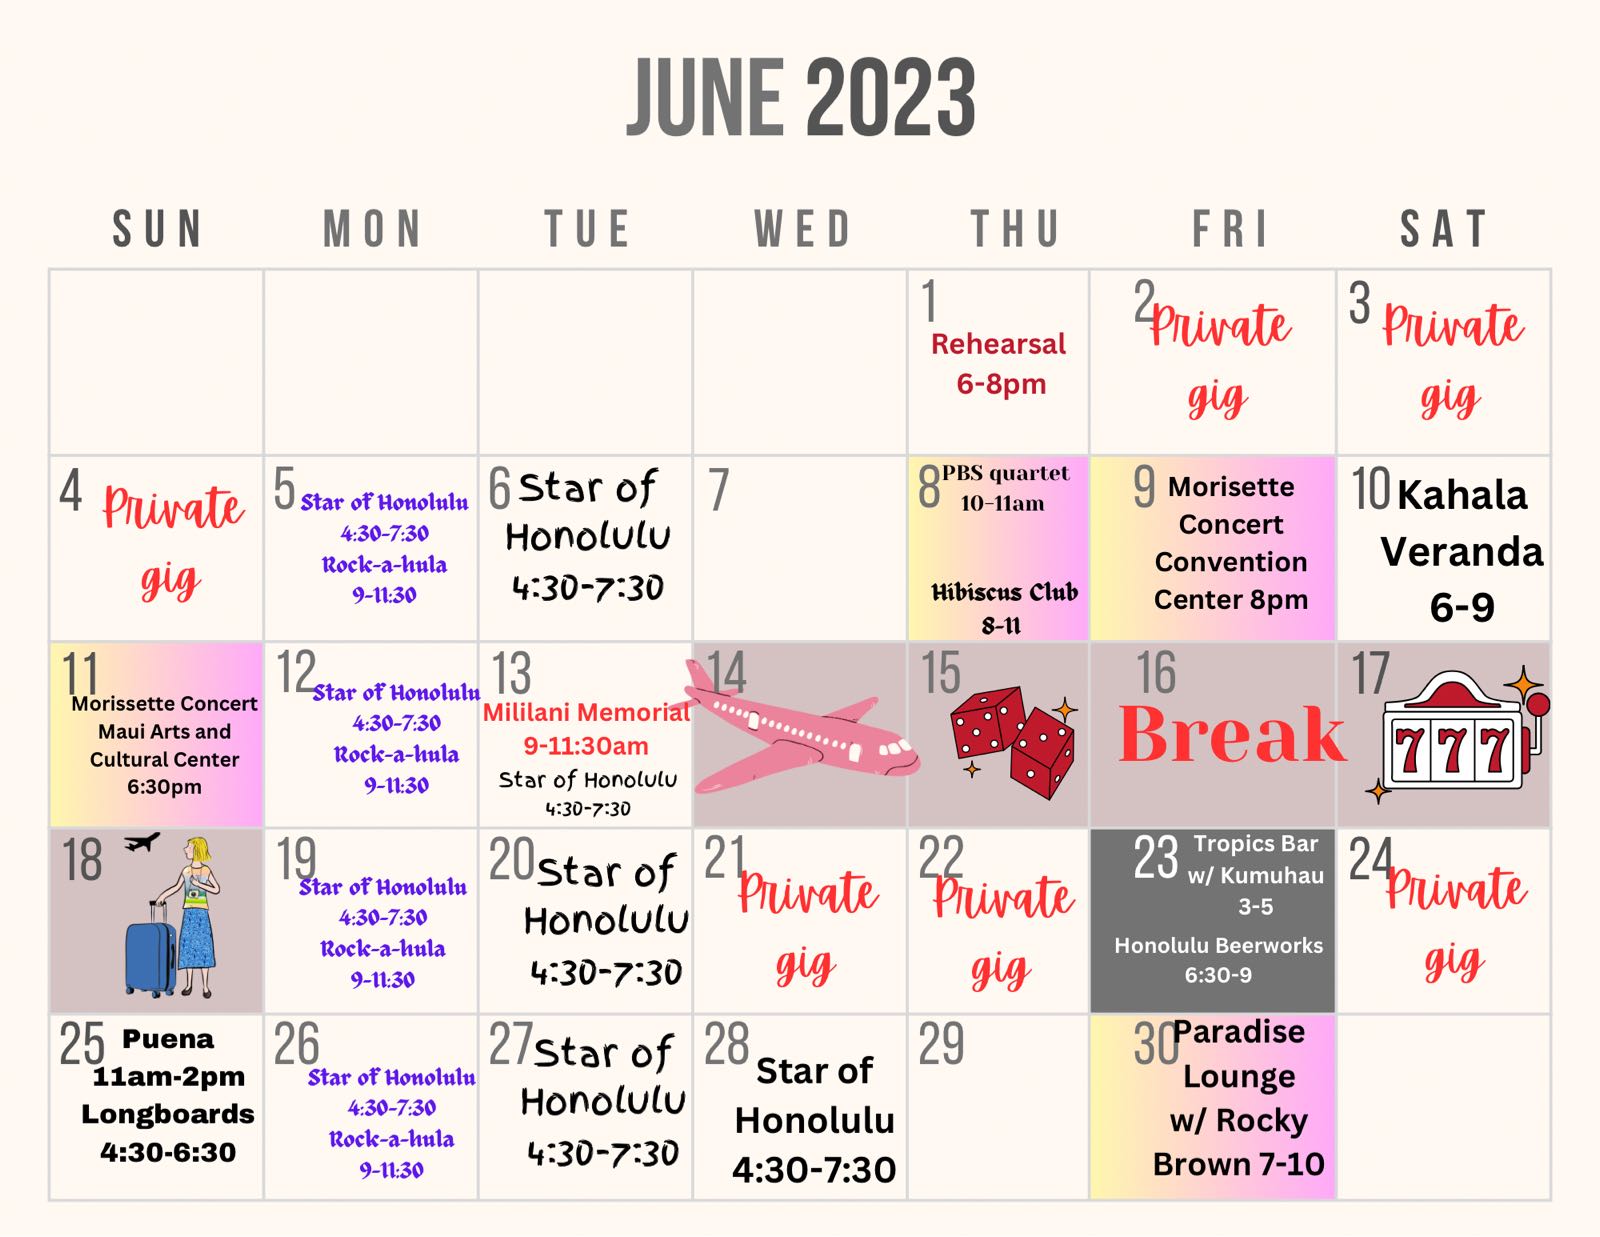 JUNE 2023
SUN MON TUE WED THU FRI SAT
1
Rehearsal
6-8pm
2
Private
gig
3
Private
gig
4
Private
gig
5
Star of Honolulu
4:30-7:30
Rock-a-hula
9-11:30
6
Star of
Honolulu
4:30-7:30
7
8
PBS quartet
10-11am
Hibiscus Club
8-11
9
Morisette
Concert
Convention
Center 8pm
10
Kahala
Veranda
6-9
11
Morissette Concert
Maui Arts and
Cultural Center
6:30pm
12
Star of Honolulu
4:30-7:30
Rock-a-hula
9-11:30
13
Mililani Memorial
9-11:30am
Star of Honolulu
4:30-7:30
14
15
16
Break
17
777
18
19
Star of Honolulu
4:30-7:30
Rock-a-hula
9-11:30
20
Star of
Honolulu
4:30-7:30
21
Private
gig
22
Private
gig
23
Tropics Bar
w/ Kumuhau
3-5
Honolulu Beerworks
6:30-9
24
Private
gig
25
Puena
11am-2pm
Longboards
4:30-6:30
26
Star of Honolulu
4:30-7:30
Rock-a-hula
9-11:30
27
Star of
Honolulu
4:30-7:30
28
Star of
Honolulu
4:30-7:30
29
30
Paradise
Lounge
w/ Rocky
Brown 7-10